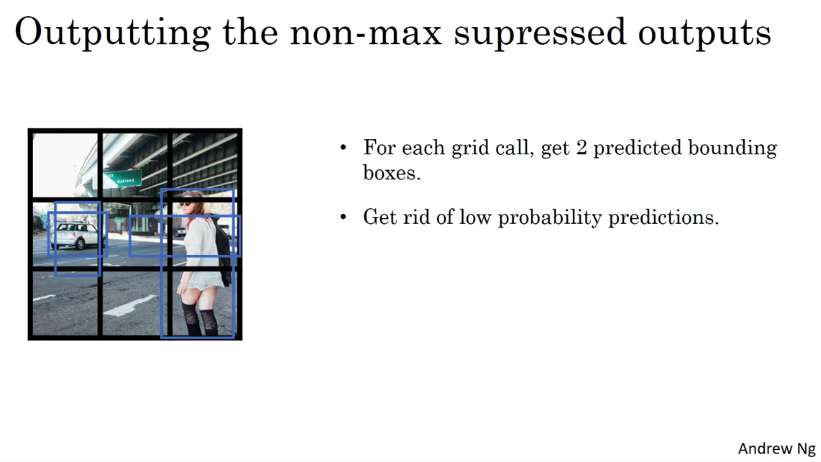 Outputting the non-max supressed outputs
• For each grid call, get 2 predicted bounding
boxes.
• Get rid of low probability predictions.
Andrew Ng